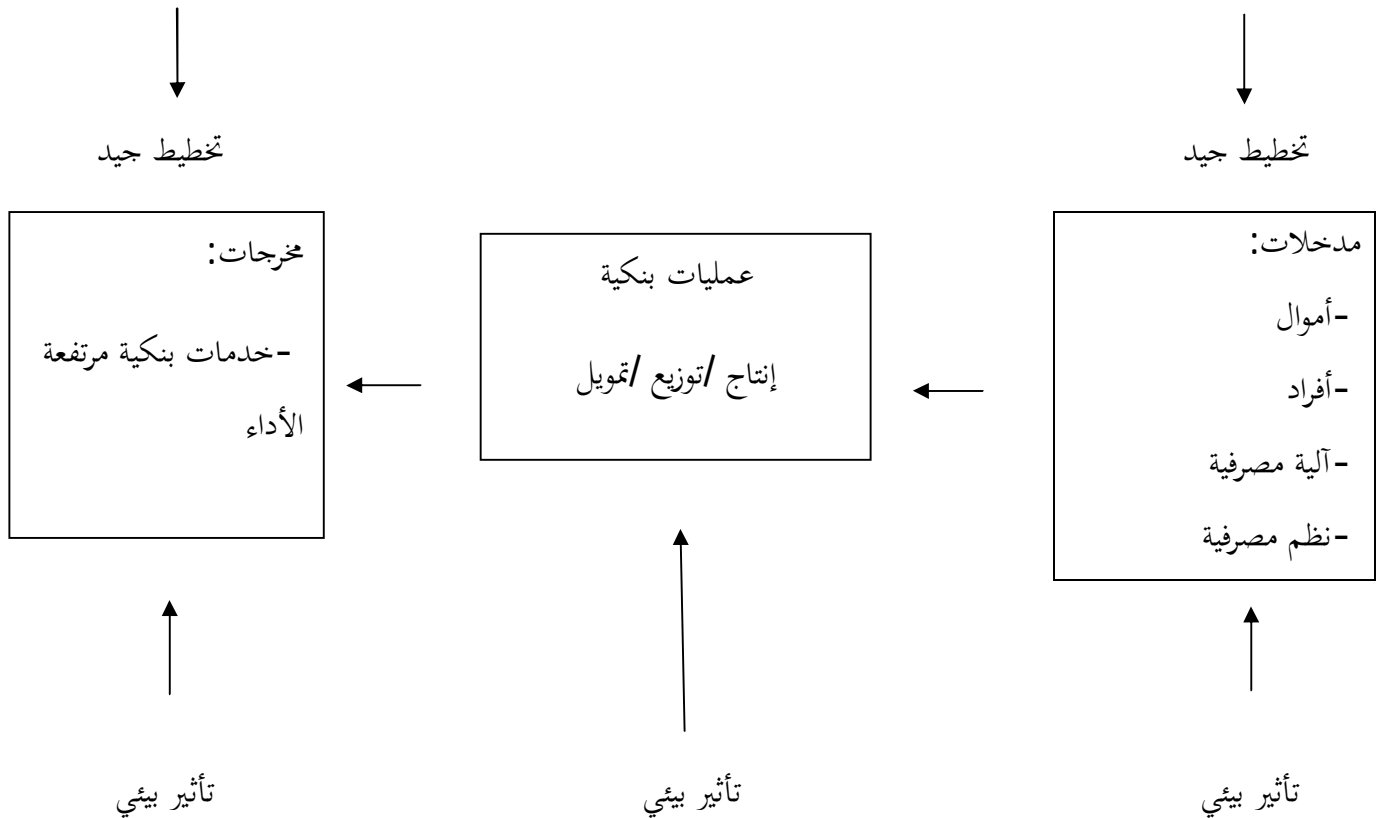 تخطيط جيد
تخطيط جيد
مدخلات:
-أموال
-أفراد
-آلية مصرفية
-نظم مصرفية
عمليات بنكية
إنتاج /توزيع /تمويل
مخرجات:
-خدمات بنكية مرتفعة
الأداء
تأثير بيئي
تأثير بيئي
تأثير بيئي